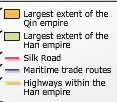 Largest extent of the
Qin empire
Largest extent of the
Han empire
Silk Road
Maritime trade routes
Highways within the
Han empire